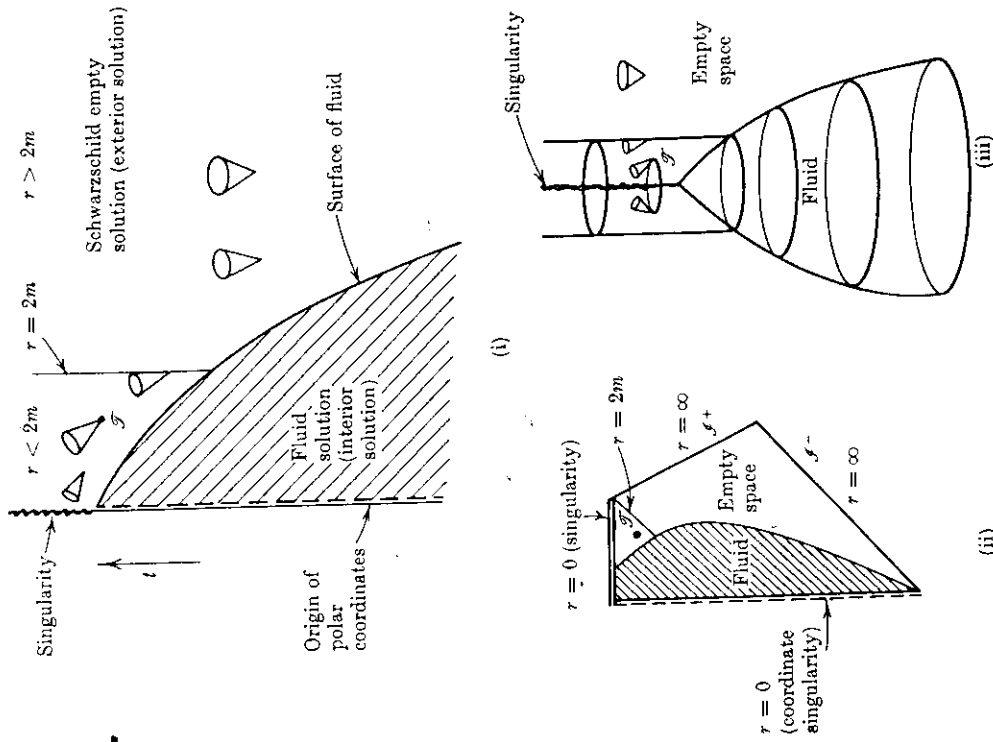 Singularity
r < 2m
r = 2m
r > 2m
Schwarzschild empty
solution (exterior solution)
𝒯
t
Surface of fluid
Fluid
solution
(interior
solution)
Origin of
polar
coordinates
(i)
r = 0 (singularity)
r = 2m
𝒯
r = ∞
𝓘+
Empty
space
Fluid
𝓘−
r = ∞
r = 0
(coordinate
singularity)
(ii)
Singularity
𝒯
Empty
space
Fluid
(iii)